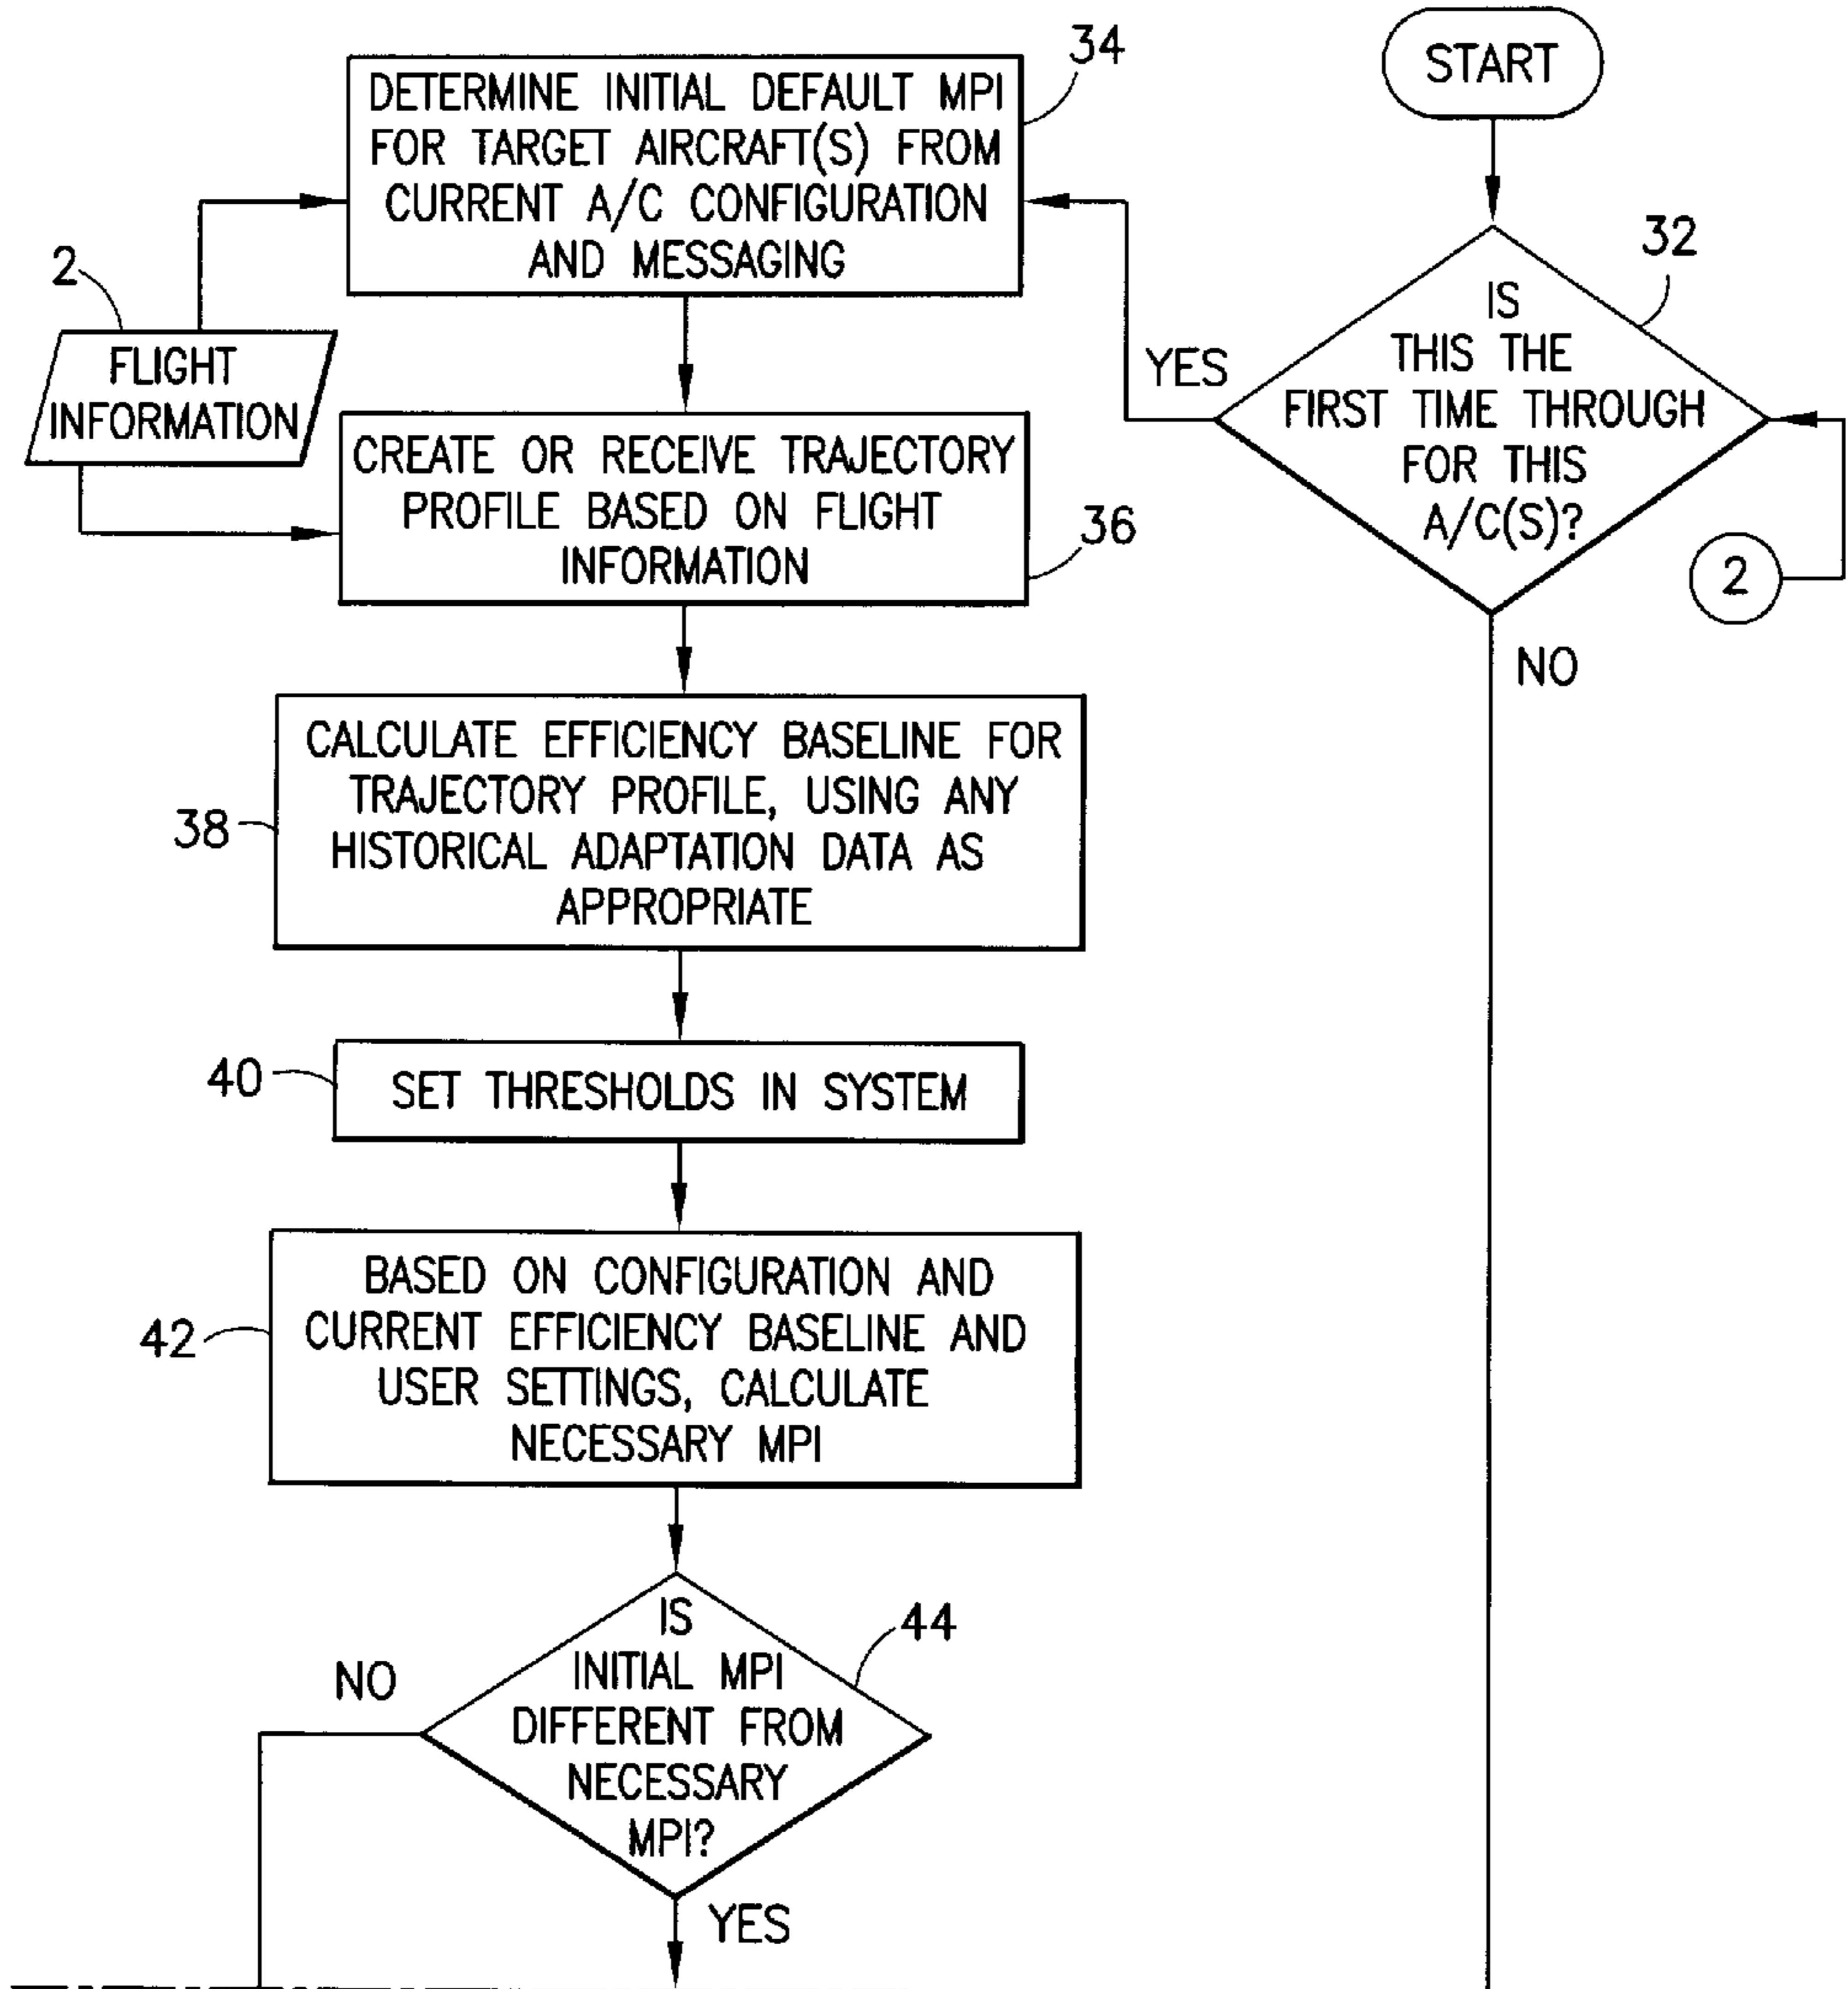 START
32
IS
THIS THE
FIRST TIME THROUGH
FOR THIS
A/C(S)?
YES
NO
2
34
DETERMINE INITIAL DEFAULT MPI
FOR TARGET AIRCRAFT(S) FROM
CURRENT A/C CONFIGURATION
AND MESSAGING
2
FLIGHT
INFORMATION
CREATE OR RECEIVE TRAJECTORY
PROFILE BASED ON FLIGHT
INFORMATION
36
38
CALCULATE EFFICIENCY BASELINE FOR
TRAJECTORY PROFILE, USING ANY
HISTORICAL ADAPTATION DATA AS
APPROPRIATE
40
SET THRESHOLDS IN SYSTEM
42
BASED ON CONFIGURATION AND
CURRENT EFFICIENCY BASELINE AND
USER SETTINGS, CALCULATE
NECESSARY MPI
44
IS
INITIAL MPI
DIFFERENT FROM
NECESSARY
MPI?
NO
YES